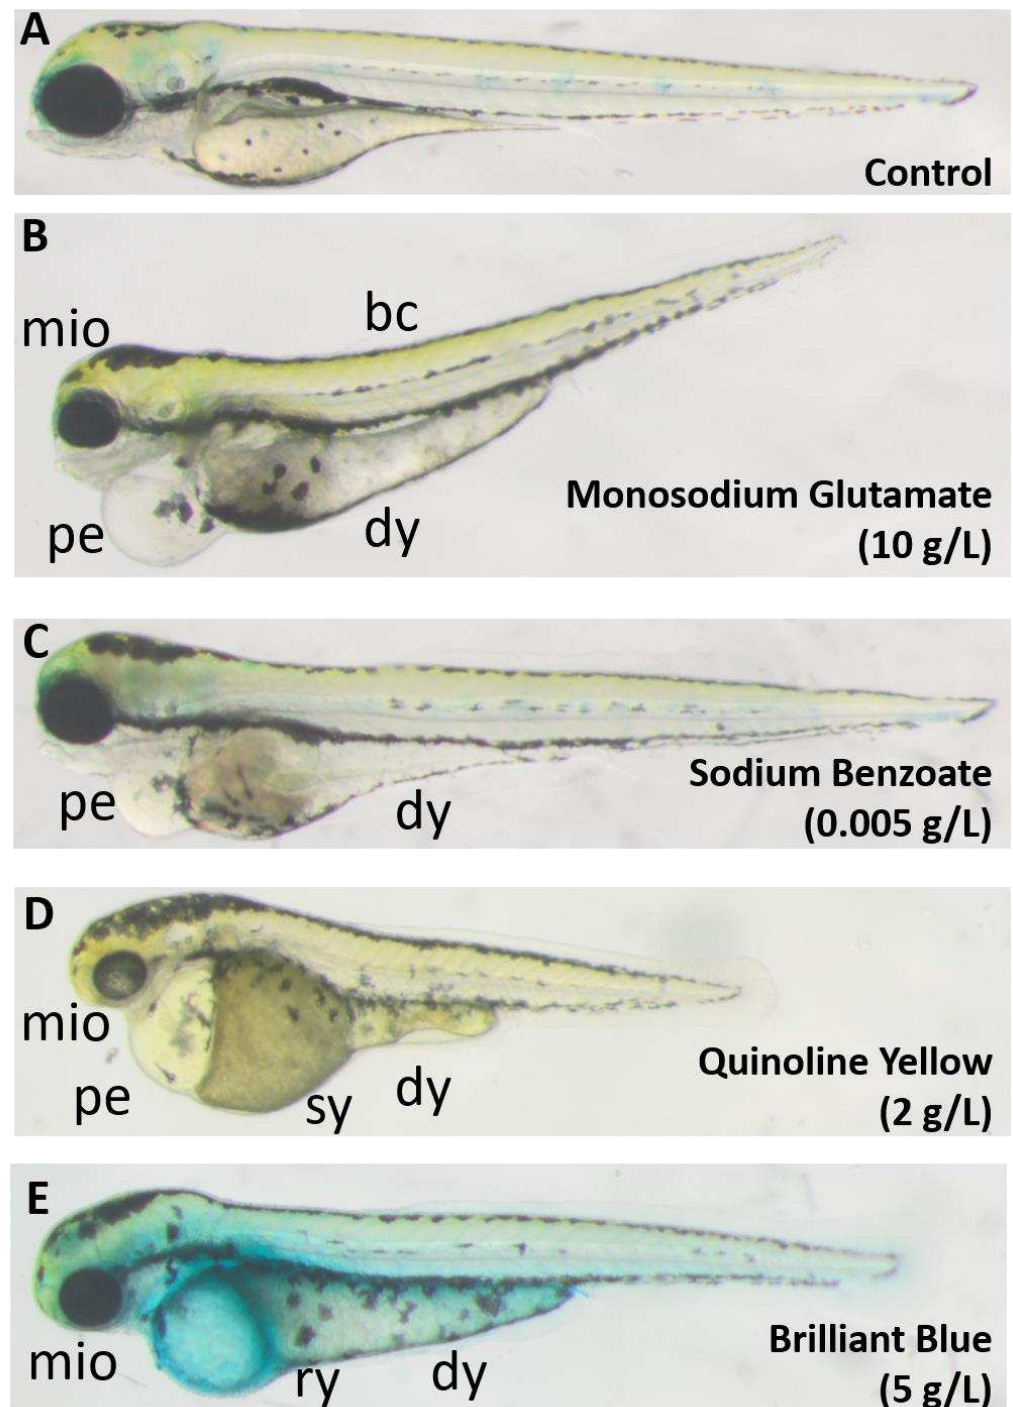 A
Control
B
mio
bc
pe
dy
Monosodium Glutamate
(10 g/L)
C
pe
dy
Sodium Benzoate
(0.005 g/L)
D
mio
pe
sy
dy
Quinoline Yellow
(2 g/L)
E
mio
ry
dy
Brilliant Blue
(5 g/L)